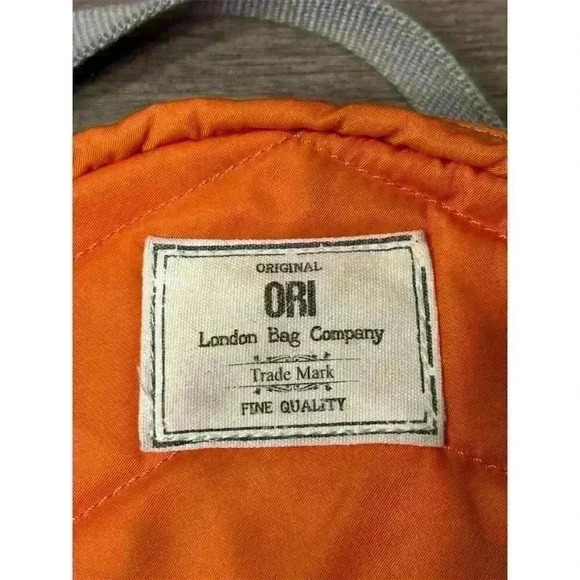 ORIGINAL
ORI
London Bag Company
Trade Mark
FINE QUALITY